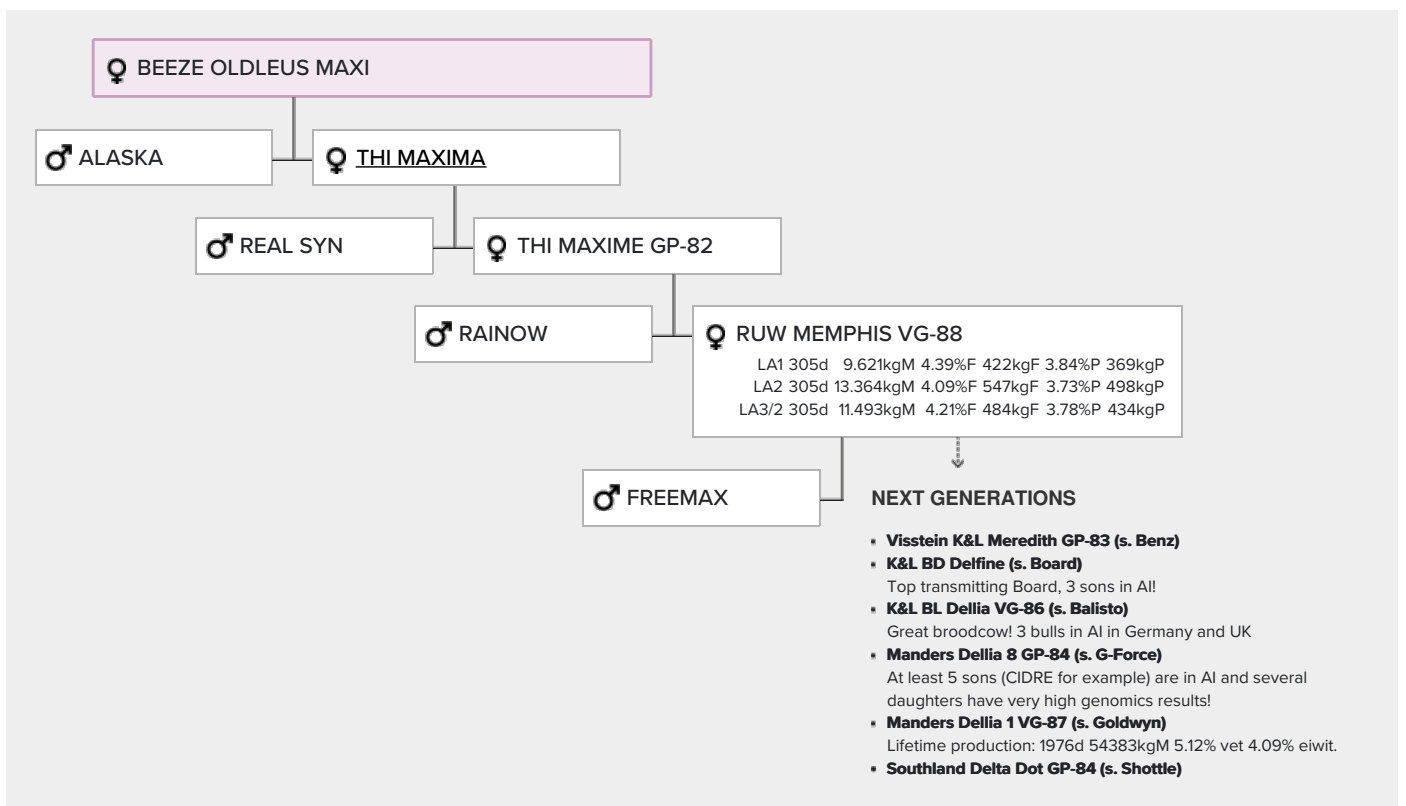 BEEZE OLDLEUS MAXI
ALASKA
THI MAXIMA
REAL SYN
THI MAXIME GP-82
RAINOW
RUW MEMPHIS VG-88
LA1 305d 9.621kgM 4.39%F 422kgF 3.84%P 369kgP
LA2 305d 13.364kgM 4.09%F 547kgF 3.73%P 498kgP
LA3/2 305d 11.493kgM 4.21%F 484kgF 3.78%P 434kgP
FREEMAX
NEXT GENERATIONS
Visstein K&L Meredith GP-83 (s. Benz)
K&L BD Delfine (s. Board)
Top transmitting Board, 3 sons in AI!
K&L BL Dellia VG-86 (s. Balisto)
Great broodcow! 3 bulls in AI in Germany and UK
Manders Dellia 8 GP-84 (s. G-Force)
At least 5 sons (CIDRE for example) are in AI and several
daughters have very high genomics results!
Manders Dellia 1 VG-87 (s. Goldwyn)
Lifetime production: 1976d 54383kgM 5.12% vet 4.09% eiwit.
Southland Delta Dot GP-84 (s. Shottle)